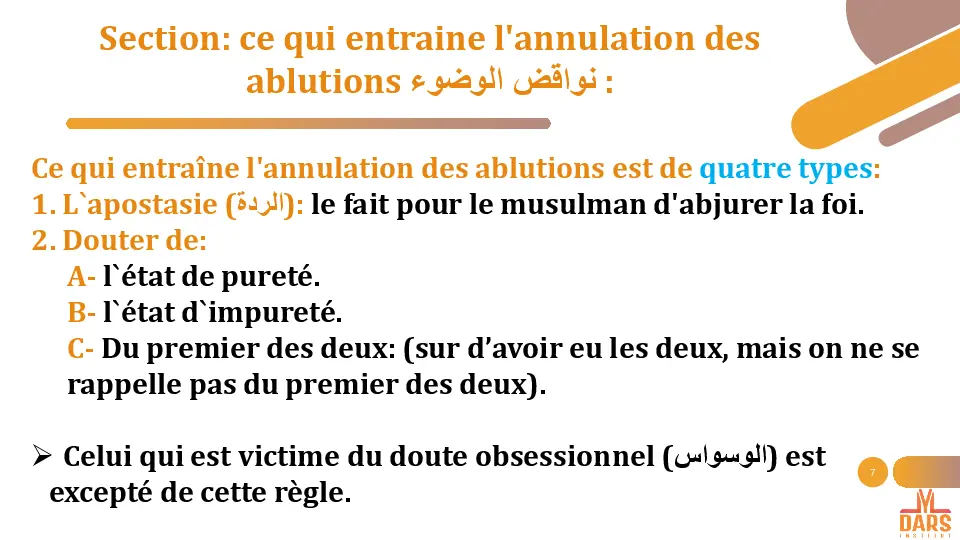 Section: ce qui entraine l'annulation des
ablutions نواقض الوضوء :
Ce qui entraîne l'annulation des ablutions est de quatre types:
1. L`apostasie (الردة): le fait pour le musulman d'abjurer la foi.
2. Douter de:
A- l`état de pureté.
B- l`état d`impureté.
C- Du premier des deux: (sur d’avoir eu les deux, mais on ne se
rappelle pas du premier des deux).
➢ Celui qui est victime du doute obsessionnel (الوسواس) est
excepté de cette règle.
7
DARS
INSTITUT